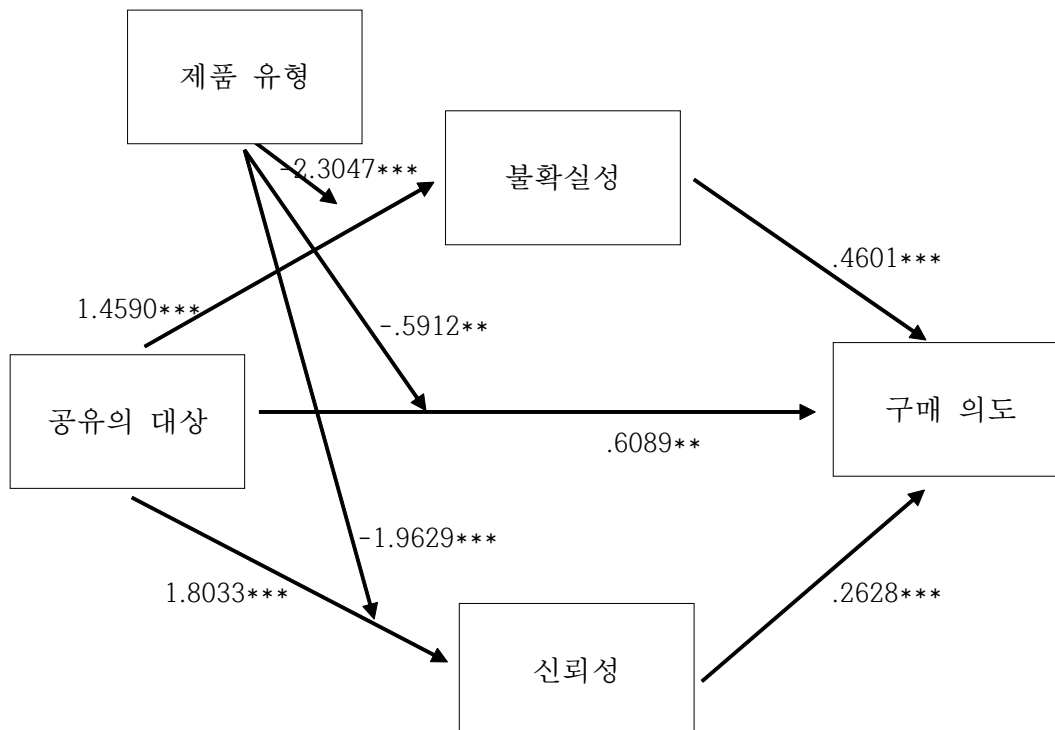 제품 유형
-2.3047***
불확실성
.4601***
1.4590***
-.5912**
공유의 대상
구매 의도
.6089**
-1.9629***
1.8033***
.2628***
신뢰성